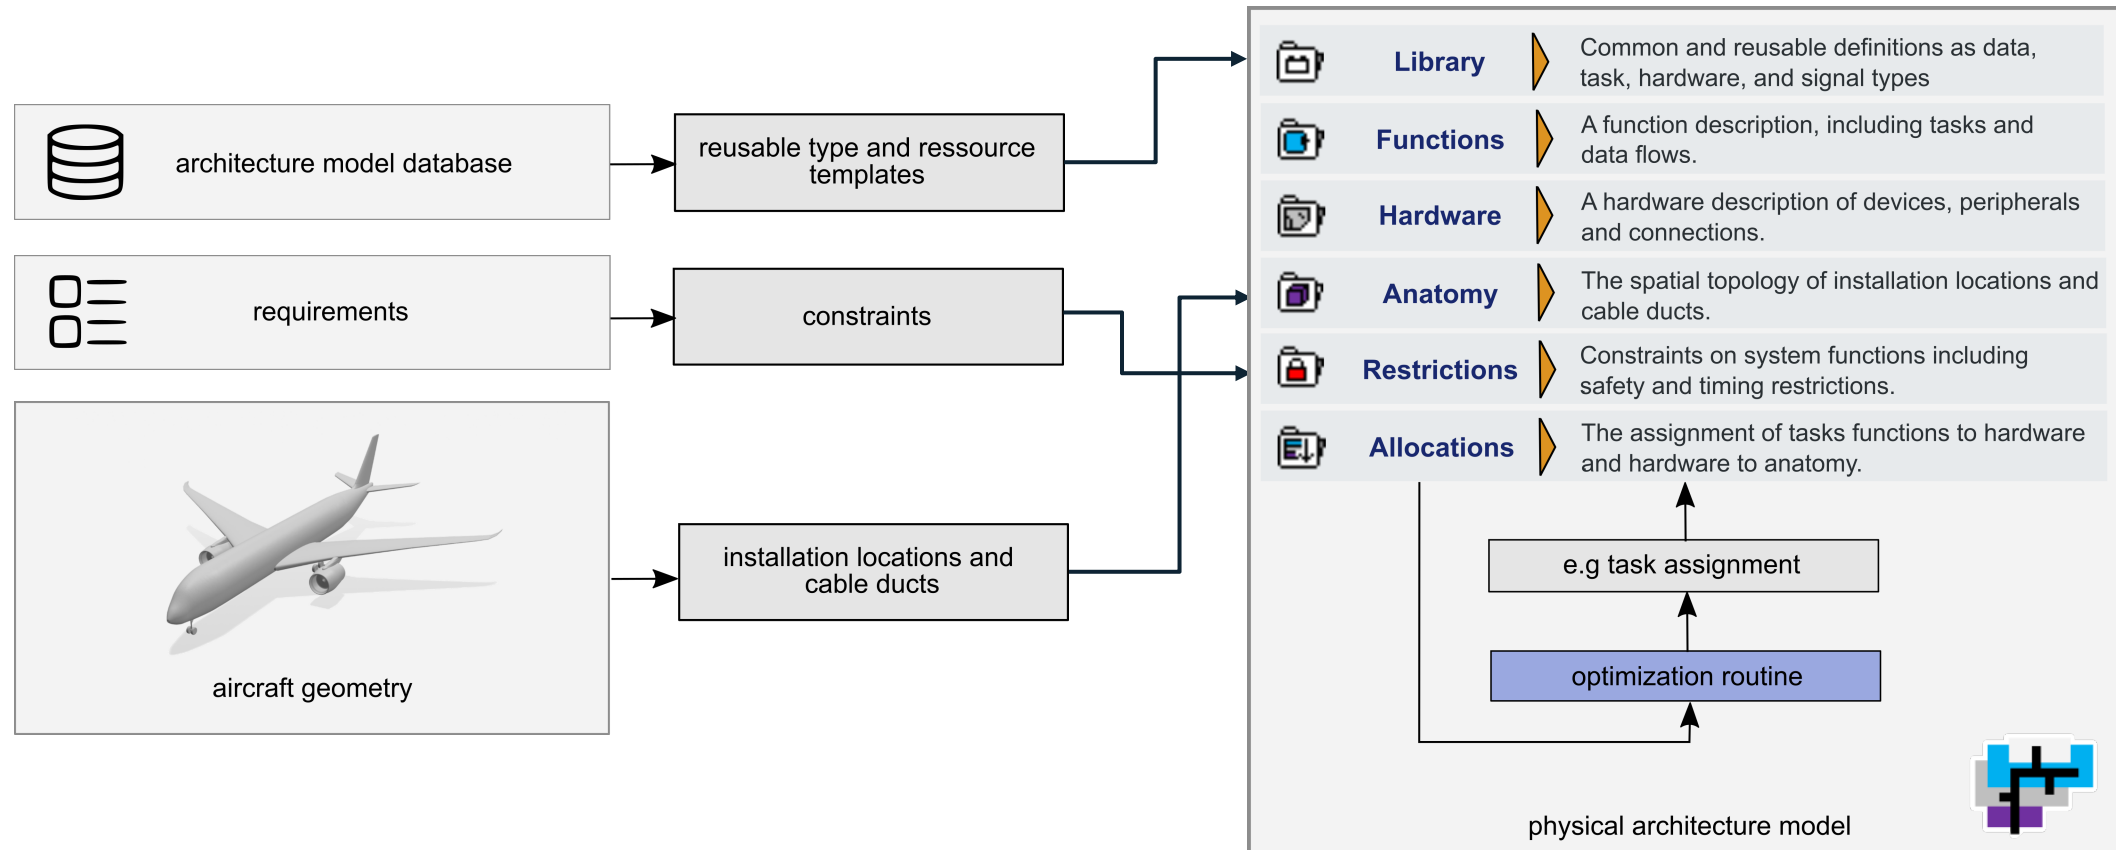 architecture model database
reusable type and ressource
templates
requirements
constraints
aircraft geometry
installation locations and
cable ducts
Library
Common and reusable definitions as data,
task, hardware, and signal types
Functions
A function description, including tasks and
data flows.
Hardware
A hardware description of devices, peripherals
and connections.
Anatomy
The spatial topology of installation locations and
cable ducts.
Restrictions
Constraints on system functions including
safety and timing restrictions.
Allocations
The assignment of tasks functions to hardware
and hardware to anatomy.
e.g task assignment
optimization routine
physical architecture model